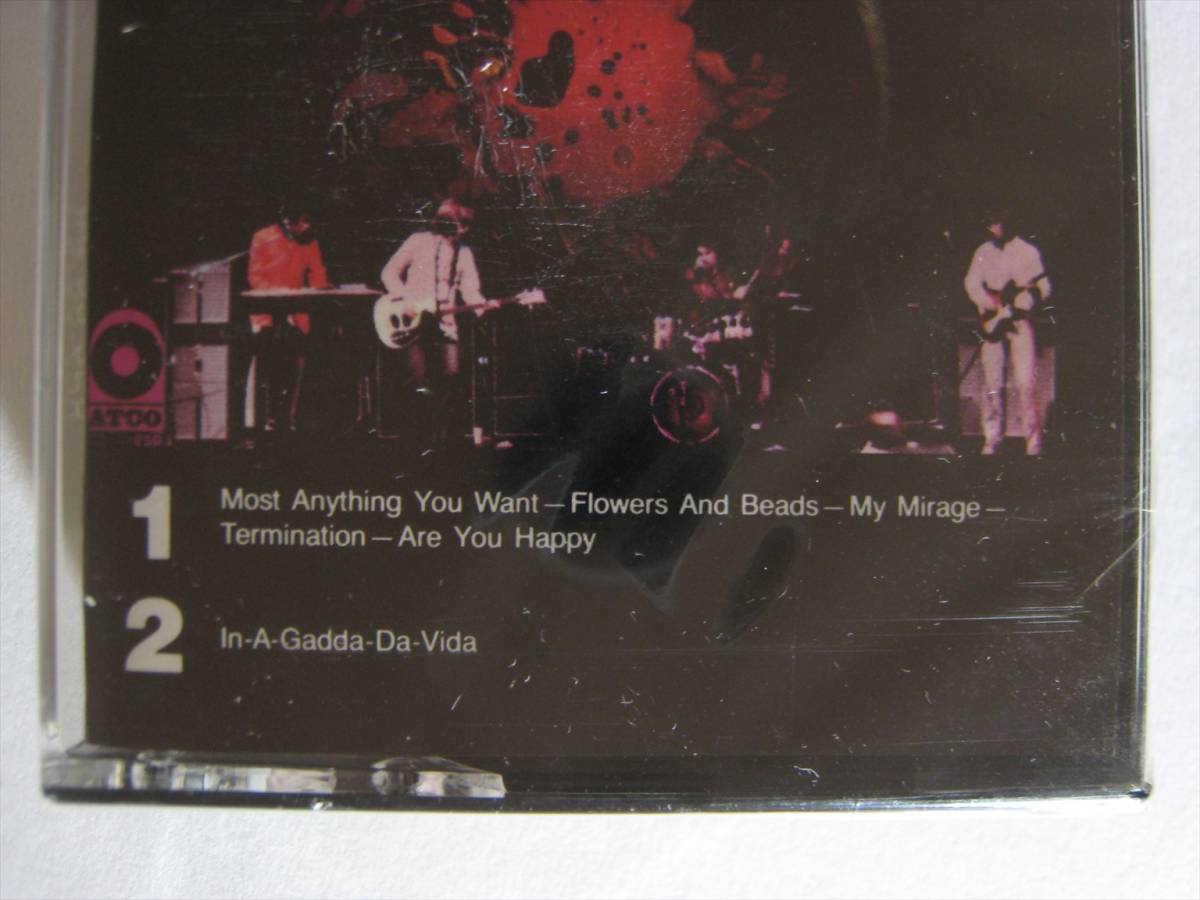 ATCO
1 Most Anything You Want – Flowers And Beads – My Mirage –
Termination – Are You Happy
2 In-A-Gadda-Da-Vida